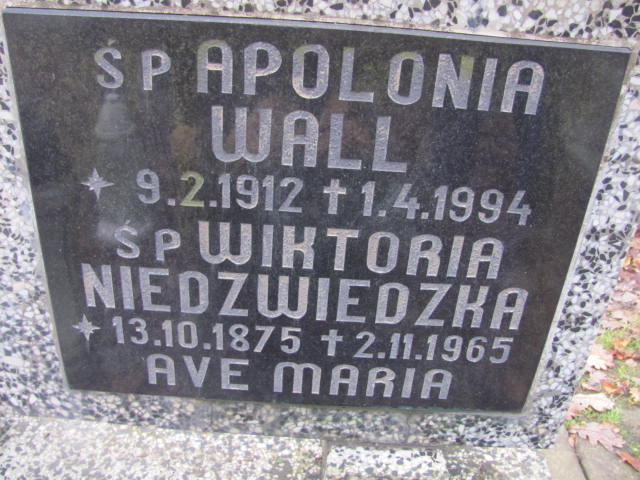 ŚP APOLONIA
WALL
* 9.2.1912 † 1.4.1994
ŚP WIKTORIA
NIEDZWIEDZKA
* 13.10.1875 † 2.11.1965
AVE MARIA